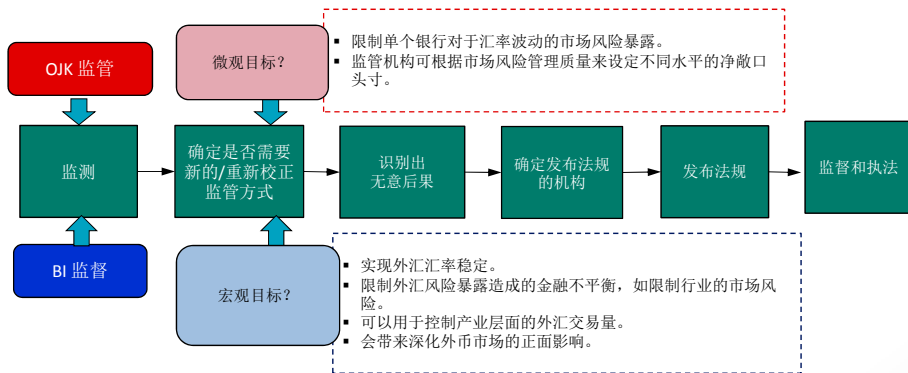 OJK 监管
微观目标？
▪ 限制单个银行对于汇率波动的市场风险暴露。
▪ 监管机构可根据市场风险管理质量来设定不同水平的净敞口
头寸。
监测
确定是否需要
新的/重新校正
监管方式
识别出
无意后果
确定发布法规
的机构
发布法规
监督和执法
BI 监督
宏观目标？
▪ 实现外汇汇率稳定。
▪ 限制外汇风险暴露造成的金融不平衡，如限制行业的市场风
险。
▪ 可以用于控制产业层面的外汇交易量。
▪ 会带来深化外币市场的正面影响。